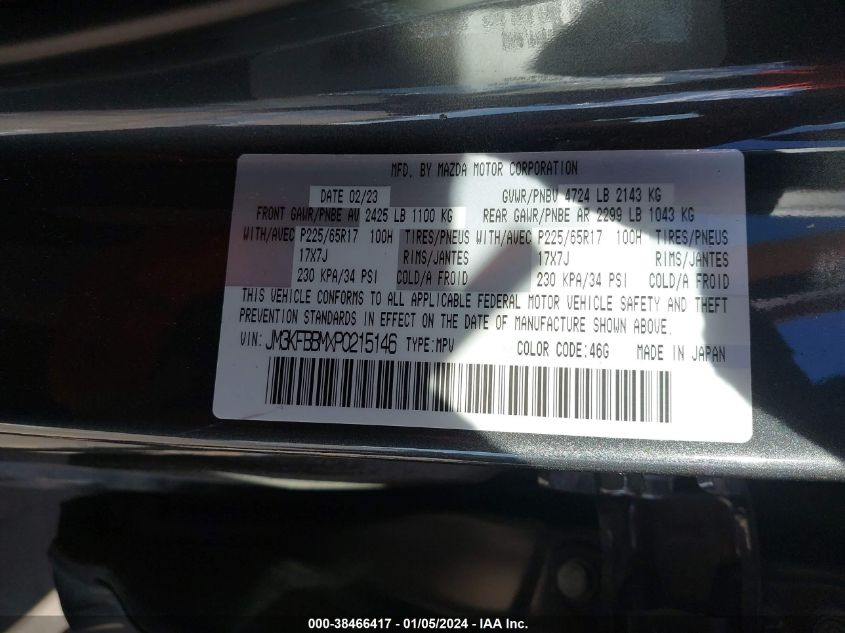 MFD. BY MAZDA MOTOR CORPORATION
DATE 02/23 GVWR/PNBV 4724 LB 2143 KG
FRONT GAWR/PNBE AV 2425 LB 1100 KG REAR GAWR/PNBE AR 2299 LB 1043 KG
WITH/AVEC P225/65R17 100H TIRES/PNEUS WITH/AVEC P225/65R17 100H TIRES/PNEUS
17X7J RIMS/JANTES 17X7J RIMS/JANTES
230 KPA/34 PSI COLD/A FROID 230 KPA/34 PSI COLD/A FROID
THIS VEHICLE CONFORMS TO ALL APPLICABLE FEDERAL MOTOR VEHICLE SAFETY AND THEFT
PREVENTION STANDARDS IN EFFECT ON THE DATE OF MANUFACTURE SHOWN ABOVE.
VIN: JM3KFBBMXP0215146 TYPE:MPV COLOR CODE:46G MADE IN JAPAN
000-38466417 - 01/05/2024 - IAA Inc.